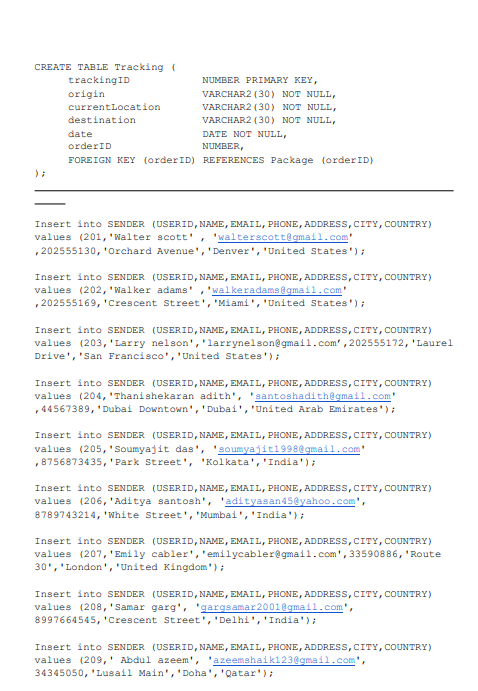 CREATE TABLE Tracking (
trackingID NUMBER PRIMARY KEY,
origin VARCHAR2(30) NOT NULL,
currentLocation VARCHAR2(30) NOT NULL,
destination VARCHAR2(30) NOT NULL,
date DATE NOT NULL,
orderID NUMBER,
FOREIGN KEY (orderID) REFERENCES Package (orderID)
);
Insert into SENDER (USERID,NAME,EMAIL,PHONE,ADDRESS,CITY,COUNTRY)
values (201,'Walter scott' , 'walterscott@gmail.com'
,202555130,'Orchard Avenue','Denver','United States');
Insert into SENDER (USERID,NAME,EMAIL,PHONE,ADDRESS,CITY,COUNTRY)
values (202,'Walker adams' ,'walkeradams@gmail.com'
,202555169,'Crescent Street','Miami','United States');
Insert into SENDER (USERID,NAME,EMAIL,PHONE,ADDRESS,CITY,COUNTRY)
values (203,'Larry nelson','larrynelson@gmail.com’,202555172,'Laurel
Drive','San Francisco','United States');
Insert into SENDER (USERID,NAME,EMAIL,PHONE,ADDRESS,CITY,COUNTRY)
values (204,'Thanishekaran adith', 'santoshadith@gmail.com'
,44567389,'Dubai Downtown','Dubai','United Arab Emirates');
Insert into SENDER (USERID,NAME,EMAIL,PHONE,ADDRESS,CITY,COUNTRY)
values (205,'Soumyajit das', 'soumyajit1998@gmail.com'
,8756873435,'Park Street', 'Kolkata','India');
Insert into SENDER (USERID,NAME,EMAIL,PHONE,ADDRESS,CITY,COUNTRY)
values (206,'Aditya santosh', 'adityasan45@yahoo.com',
8789743214,'White Street','Mumbai','India');
Insert into SENDER (USERID,NAME,EMAIL,PHONE,ADDRESS,CITY,COUNTRY)
values (207,'Emily cabler','emilycabler@gmail.com',33590886,'Route
30','London','United Kingdom');
Insert into SENDER (USERID,NAME,EMAIL,PHONE,ADDRESS,CITY,COUNTRY)
values (208,'Samar garg', 'gargsamar2001@gmail.com',
8997664545,'Crescent Street','Delhi','India');
Insert into SENDER (USERID,NAME,EMAIL,PHONE,ADDRESS,CITY,COUNTRY)
values (209,' Abdul azeem', 'azeemshaik123@gmail.com',
34345050,'Lusail Main','Doha','Qatar');